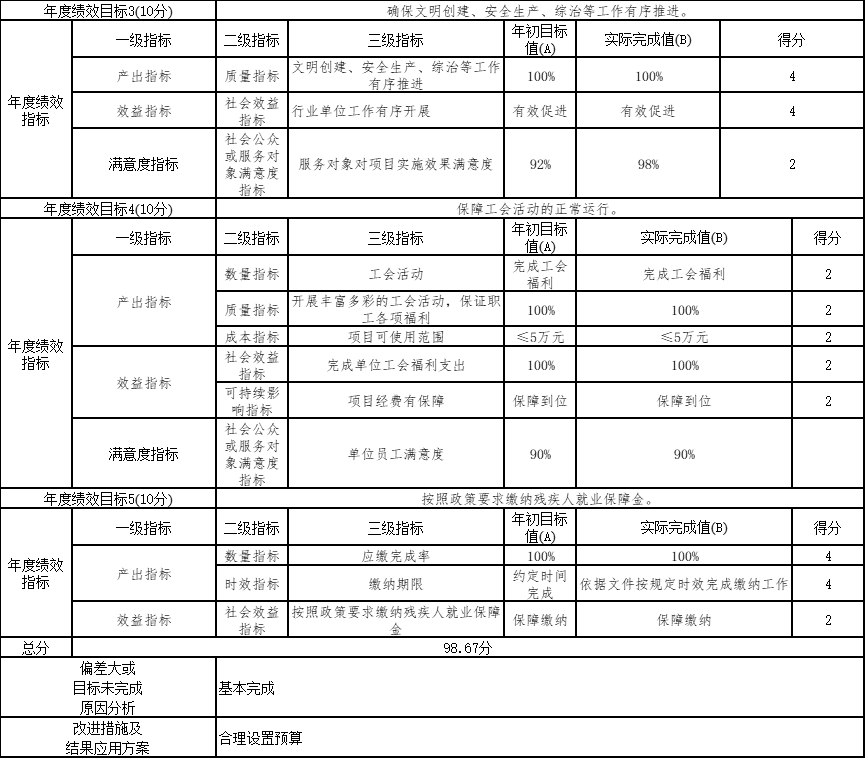 年度绩效目标3(10分) 确保文明创建、安全生产、综治等工作有序推进。
年度绩效
指标
一级指标 二级指标 三级指标 年初目标
值(A) 实际完成值(B) 得分
产出指标 质量指标 文明创建、安全生产、综治等工作
有序推进 100% 100% 4
效益指标 社会效益
指标 行业单位工作有序开展 有效促进 有效促进 4
满意度指标 社会公众
或服务对
象满意度
指标 服务对象对项目实施效果满意度 92% 98% 2
年度绩效目标4(10分) 保障工会活动的正常运行。
年度绩效
指标
一级指标 二级指标 三级指标 年初目标
值(A) 实际完成值(B) 得分
产出指标 数量指标 工会活动 完成工会
福利 完成工会福利 2
质量指标 开展丰富多彩的工会活动，保证职
工各项福利 100% 100% 2
成本指标 项目可使用范围 ≤5万元 ≤5万元 2
效益指标 社会效益
指标 完成单位工会福利支出 100% 100% 2
可持续影
响指标 项目经费有保障 保障到位 保障到位 2
满意度指标 社会公众
或服务对
象满意度
指标 单位员工满意度 90% 90%
年度绩效目标5(10分) 按照政策要求缴纳残疾人就业保障金。
年度绩效
指标
一级指标 二级指标 三级指标 年初目标
值(A) 实际完成值(B) 得分
产出指标 数量指标 应缴完成率 100% 100% 4
时效指标 缴纳期限 约定时间
完成 依据文件按规定时效完成缴纳工作 4
效益指标 社会效益
指标 按照政策要求缴纳残疾人就业保障
金 保障缴纳 保障缴纳 2
总分 98.67分
偏差大或
目标未完成
原因分析 基本完成
改进措施及
结果应用方案 合理设置预算